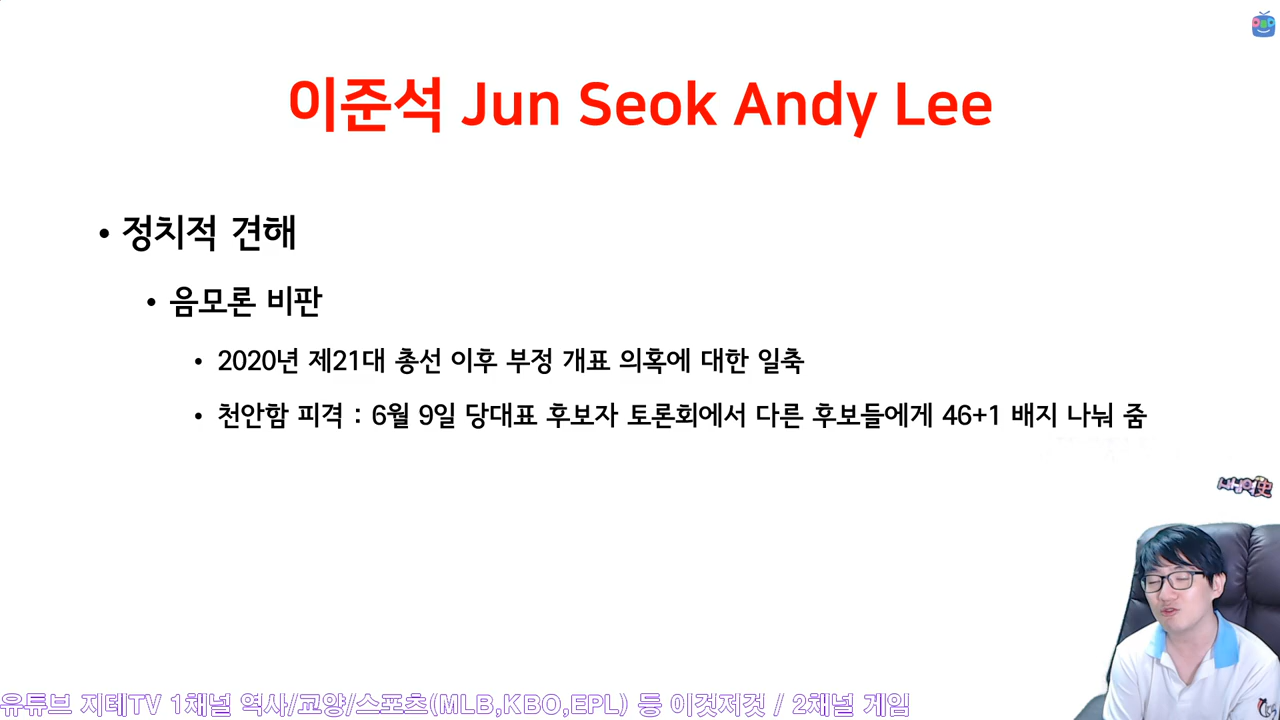 이준석 Jun Seok Andy Lee
• 정치적 견해
• 음모론 비판
• 2020년 제21대 총선 이후 부정 개표 의혹에 대한 일축
• 천안함 피격 : 6월 9일 당대표 후보자 토론회에서 다른 후보들에게 46+1 배지 나눠 줌
유튜브 지테TV 1채널 역사/교양/스포츠(MLB,KBO,EPL) 등 이것저것 / 2채널 게임